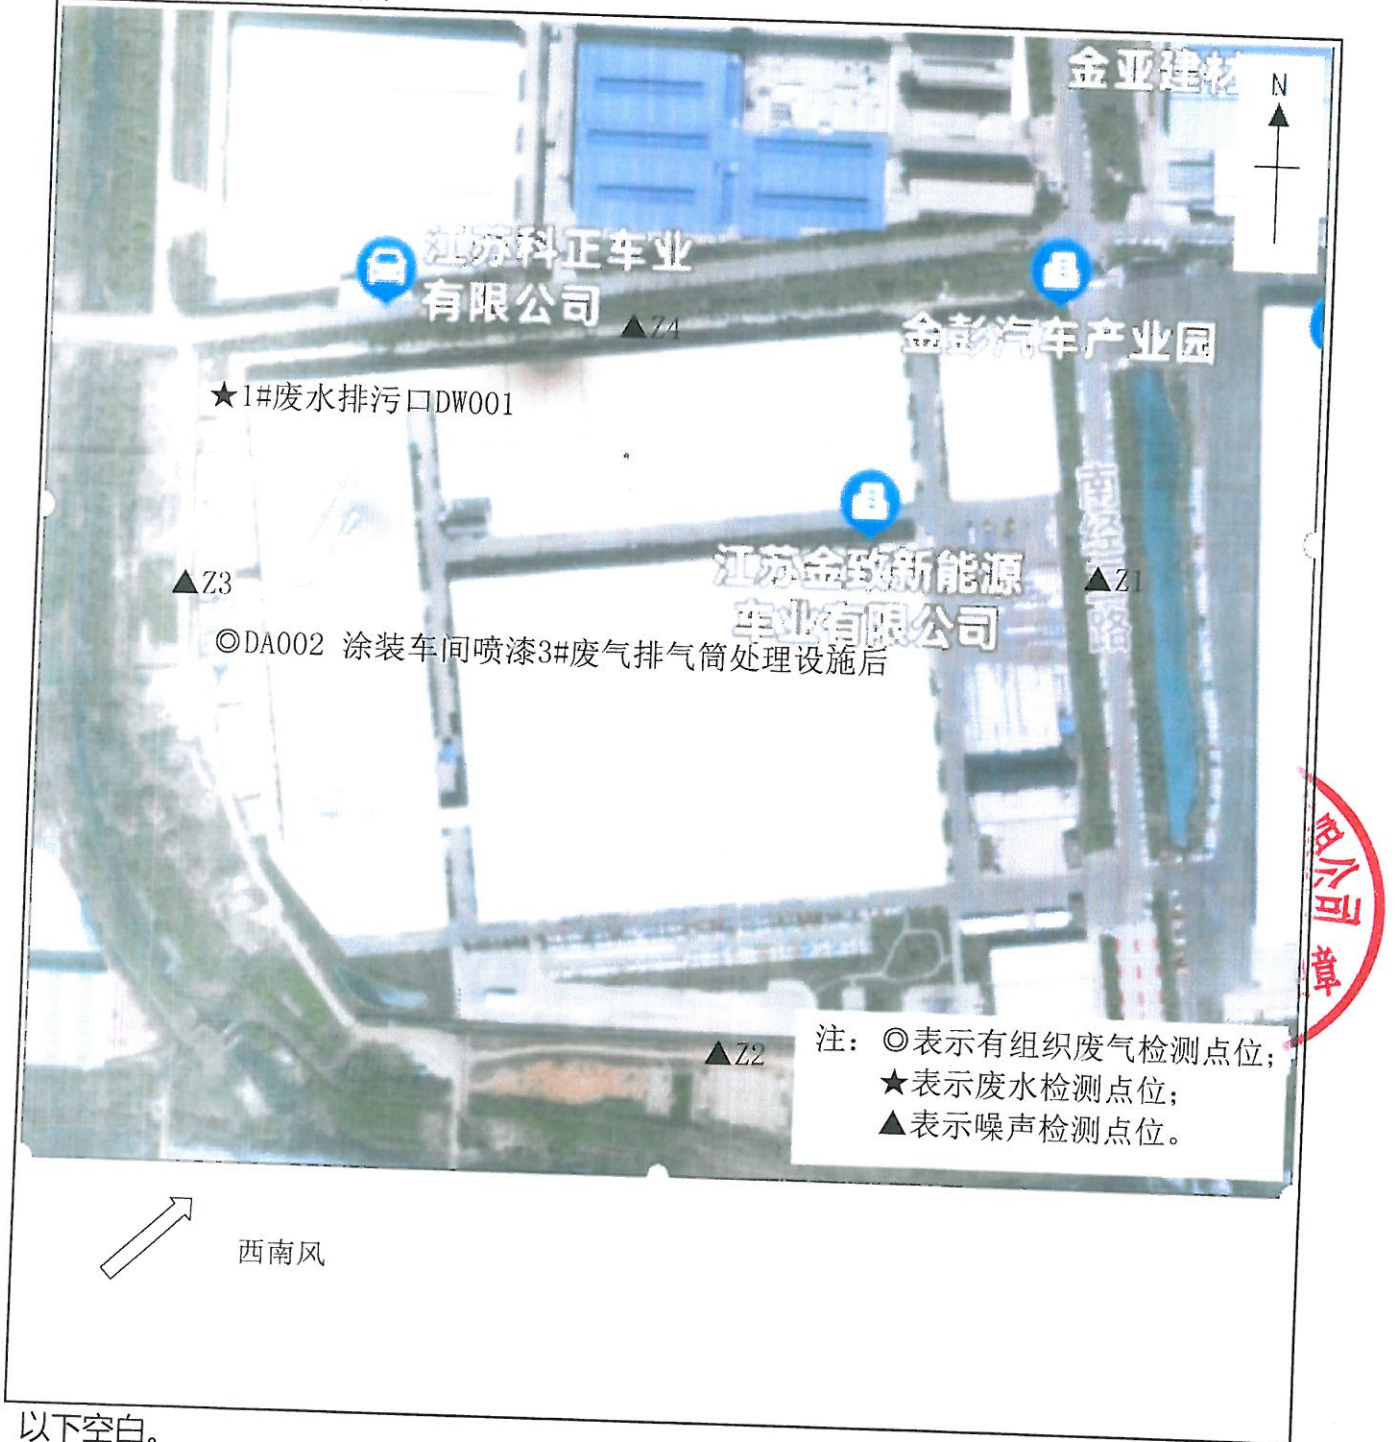 金亚建材
N
江苏科正车业
有限公司
▲Z4
金彭汽车产业园
★1#废水排污口DW001
江苏金致新能源
车业有限公司
南经三路
▲Z3
▲Z1
◎DA002 涂装车间喷漆3#废气排气筒处理设施后
限公司
章
▲Z2
注：◎表示有组织废气检测点位；
★表示废水检测点位；
▲表示噪声检测点位。
西南风
以下空白。